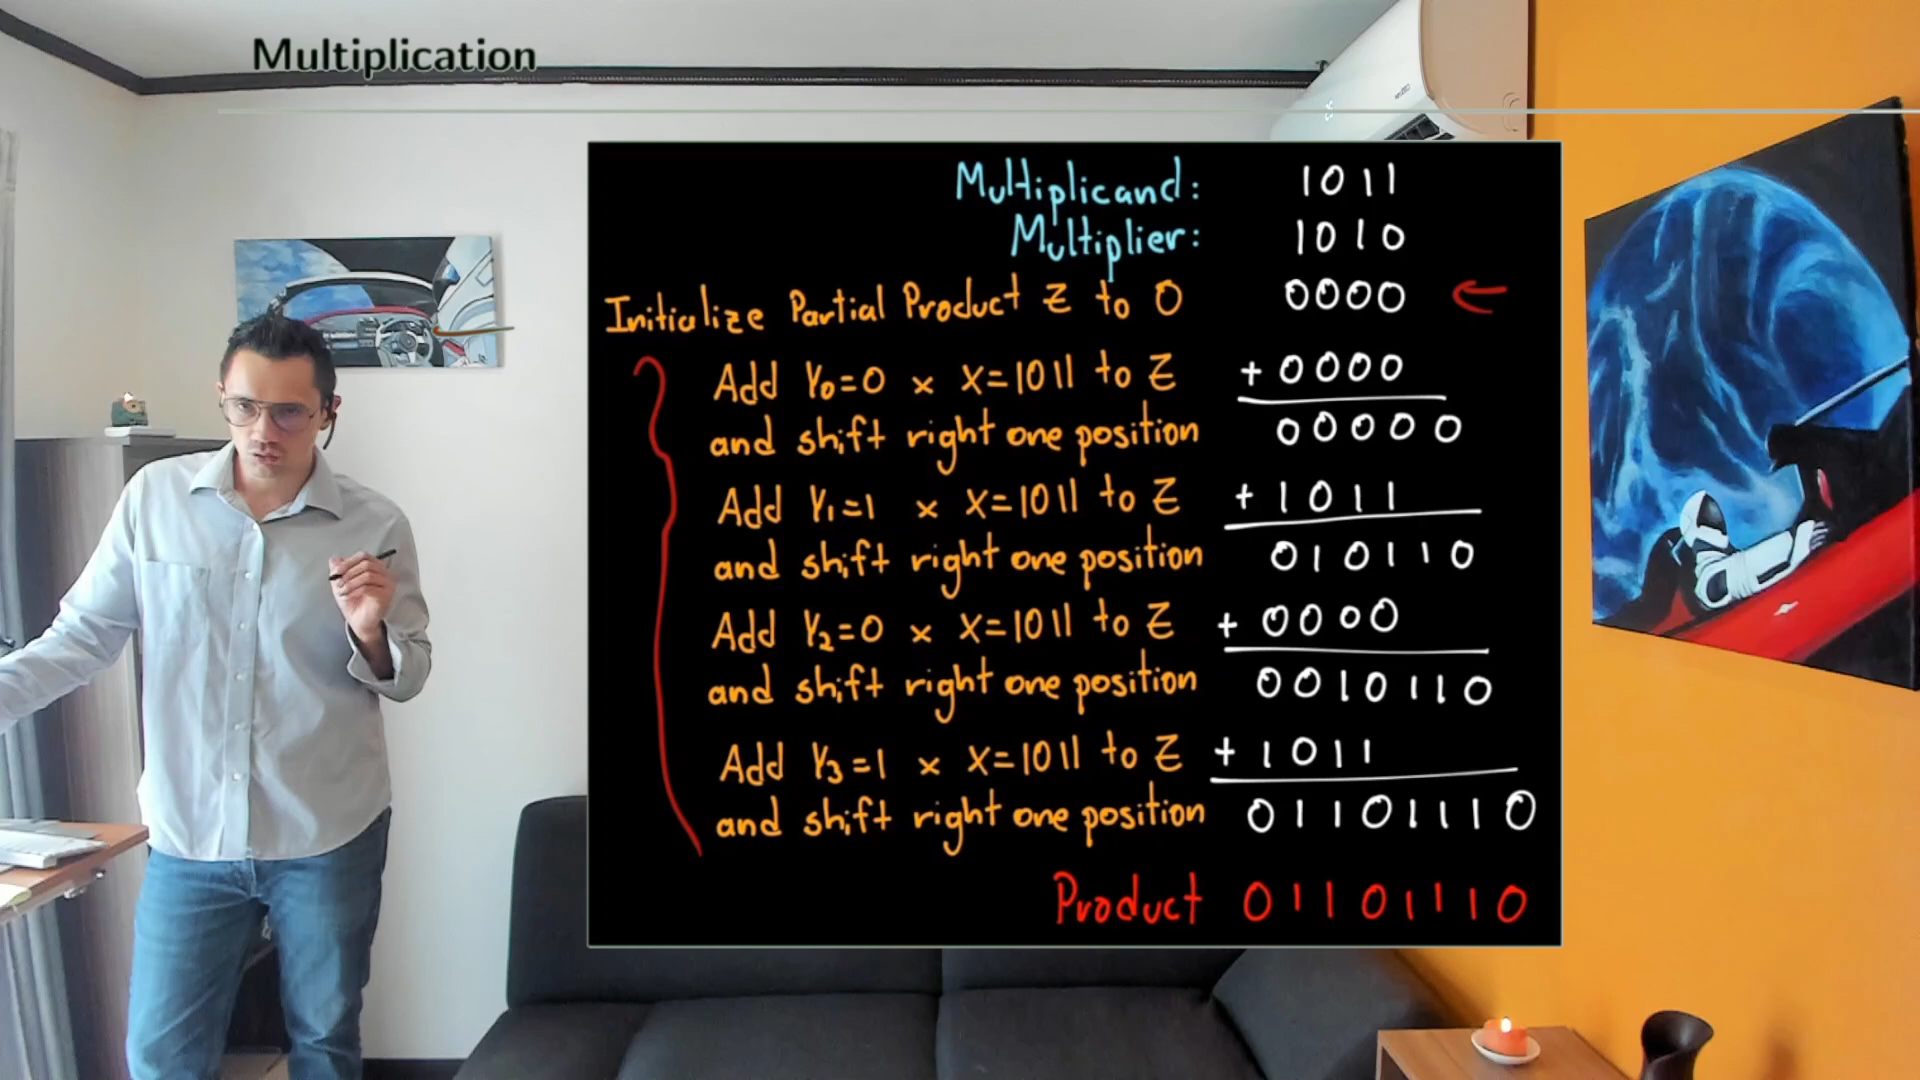 Multiplication
Multiplicand: 1011
Multiplier: 1010
Initialize Partial Product Z to 0 0000 ←
Add Y₀=0 × X=1011 to Z + 0000
and shift right one position 00000
Add Y₁=1 × X=1011 to Z + 1011
and shift right one position 010110
Add Y₂=0 × X=1011 to Z + 0000
and shift right one position 0010110
Add Y₃=1 × X=1011 to Z + 1011
and shift right one position 01101110
Product 01101110